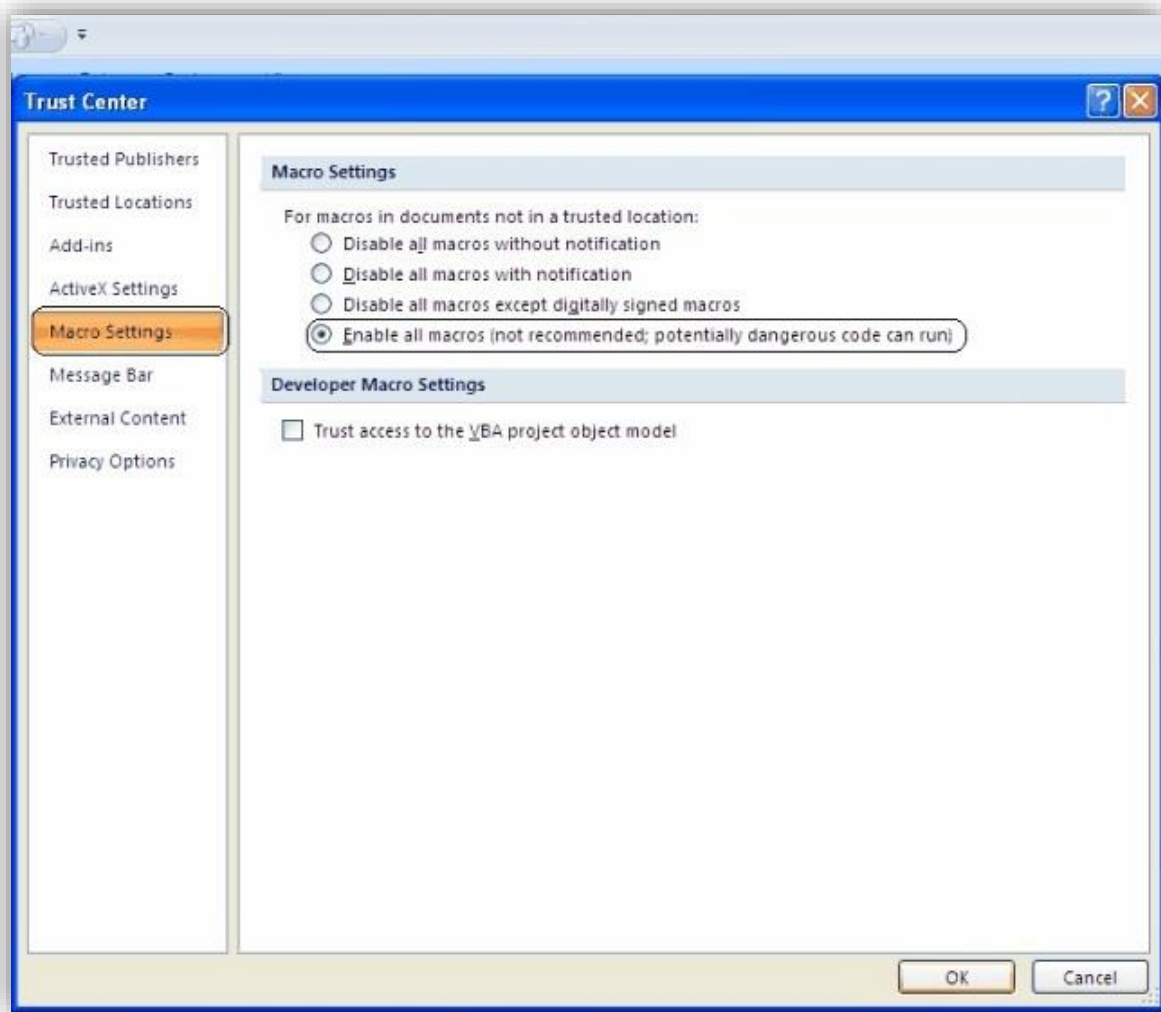 Trust Center
Trusted Publishers
Trusted Locations
Add-ins
ActiveX Settings
Macro Settings
Message Bar
External Content
Privacy Options
Macro Settings
For macros in documents not in a trusted location:
Disable all macros without notification
Disable all macros with notification
Disable all macros except digitally signed macros
Enable all macros (not recommended; potentially dangerous code can run)
Developer Macro Settings
Trust access to the VBA project object model
OK
Cancel